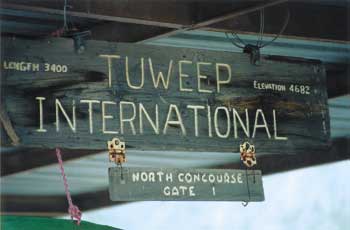 LENGTH 3400
TUWEEP
ELEVATION 4682
INTERNATIONAL
NORTH CONCOURSE
GATE 1